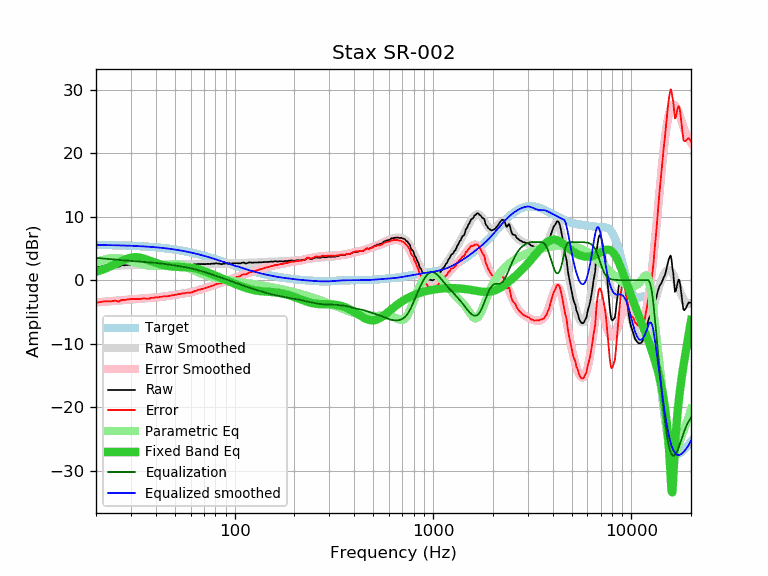 Stax SR-002
Amplitude (dBr)
30
20
10
0
−10
−20
−30
Target
Raw Smoothed
Error Smoothed
Raw
Error
Parametric Eq
Fixed Band Eq
Equalization
Equalized smoothed
100 1000 10000
Frequency (Hz)